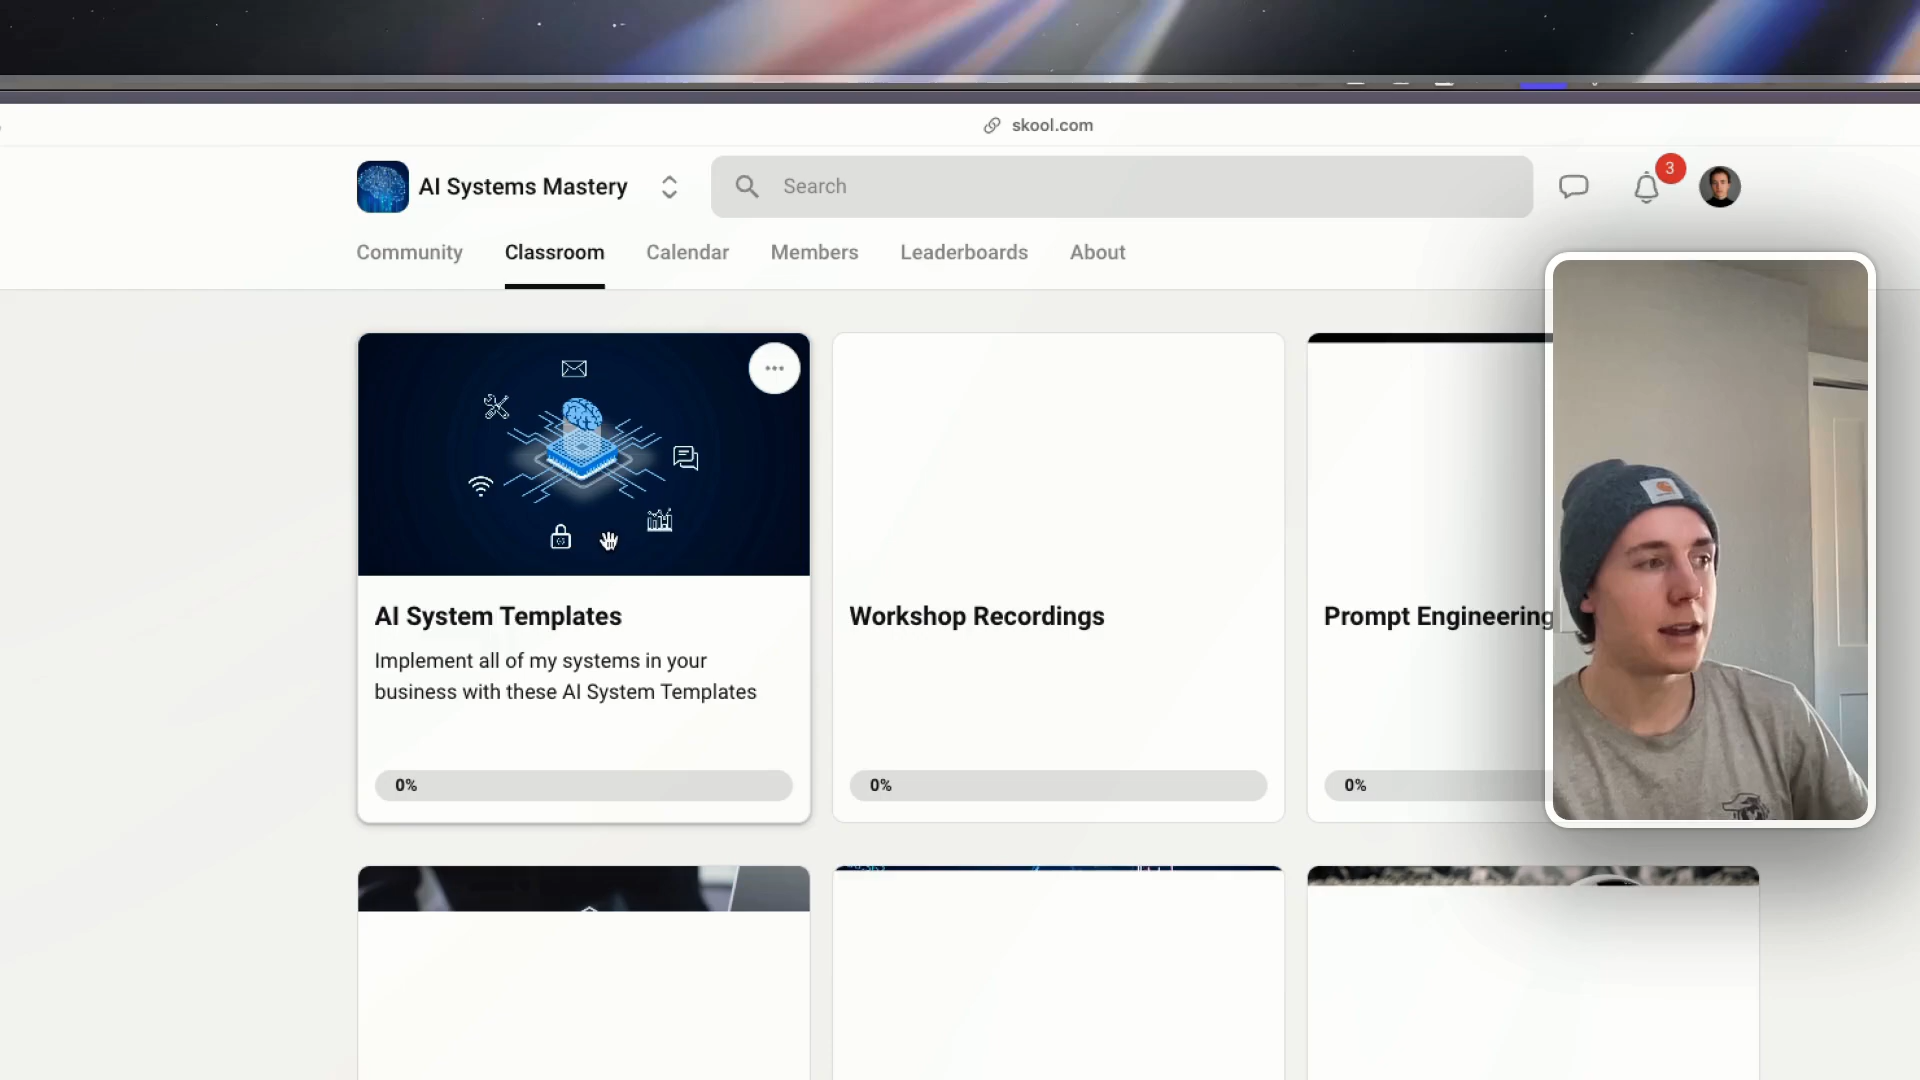 skool.com
AI Systems Mastery
Search
3
Community
Classroom
Calendar
Members
Leaderboards
About
AI System Templates
Implement all of my systems in your
business with these AI System Templates
0%
Workshop Recordings
0%
Prompt Engineering
0%